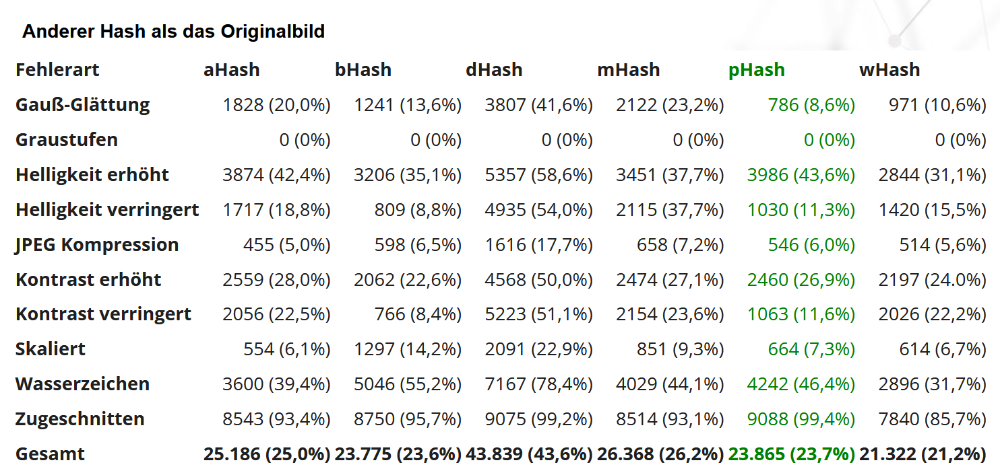 Anderer Hash als das Originalbild
Fehlerart aHash bHash dHash mHash pHash wHash
Gauß-Glättung 1828 (20,0%) 1241 (13,6%) 3807 (41,6%) 2122 (23,2%) 786 (8,6%) 971 (10,6%)
Graustufen 0 (0%) 0 (0%) 0 (0%) 0 (0%) 0 (0%) 0 (0%)
Helligkeit erhöht 3874 (42,4%) 3206 (35,1%) 5357 (58,6%) 3451 (37,7%) 3986 (43,6%) 2844 (31,1%)
Helligkeit verringert 1717 (18,8%) 809 (8,8%) 4935 (54,0%) 2115 (37,7%) 1030 (11,3%) 1420 (15,5%)
JPEG Kompression 455 (5,0%) 598 (6,5%) 1616 (17,7%) 658 (7,2%) 546 (6,0%) 514 (5,6%)
Kontrast erhöht 2559 (28,0%) 2062 (22,6%) 4568 (50,0%) 2474 (27,1%) 2460 (26,9%) 2197 (24.0%)
Kontrast verringert 2056 (22,5%) 766 (8,4%) 5223 (51,1%) 2154 (23,6%) 1063 (11,6%) 2026 (22,2%)
Skaliert 554 (6,1%) 1297 (14,2%) 2091 (22,9%) 851 (9,3%) 664 (7,3%) 614 (6,7%)
Wasserzeichen 3600 (39,4%) 5046 (55,2%) 7167 (78,4%) 4029 (44,1%) 4242 (46,4%) 2896 (31,7%)
Zugeschnitten 8543 (93,4%) 8750 (95,7%) 9075 (99,2%) 8514 (93,1%) 9088 (99,4%) 7840 (85,7%)
Gesamt 25.186 (25,0%) 23.775 (23,6%) 43.839 (43,6%) 26.368 (26,2%) 23.865 (23,7%) 21.322 (21,2%)